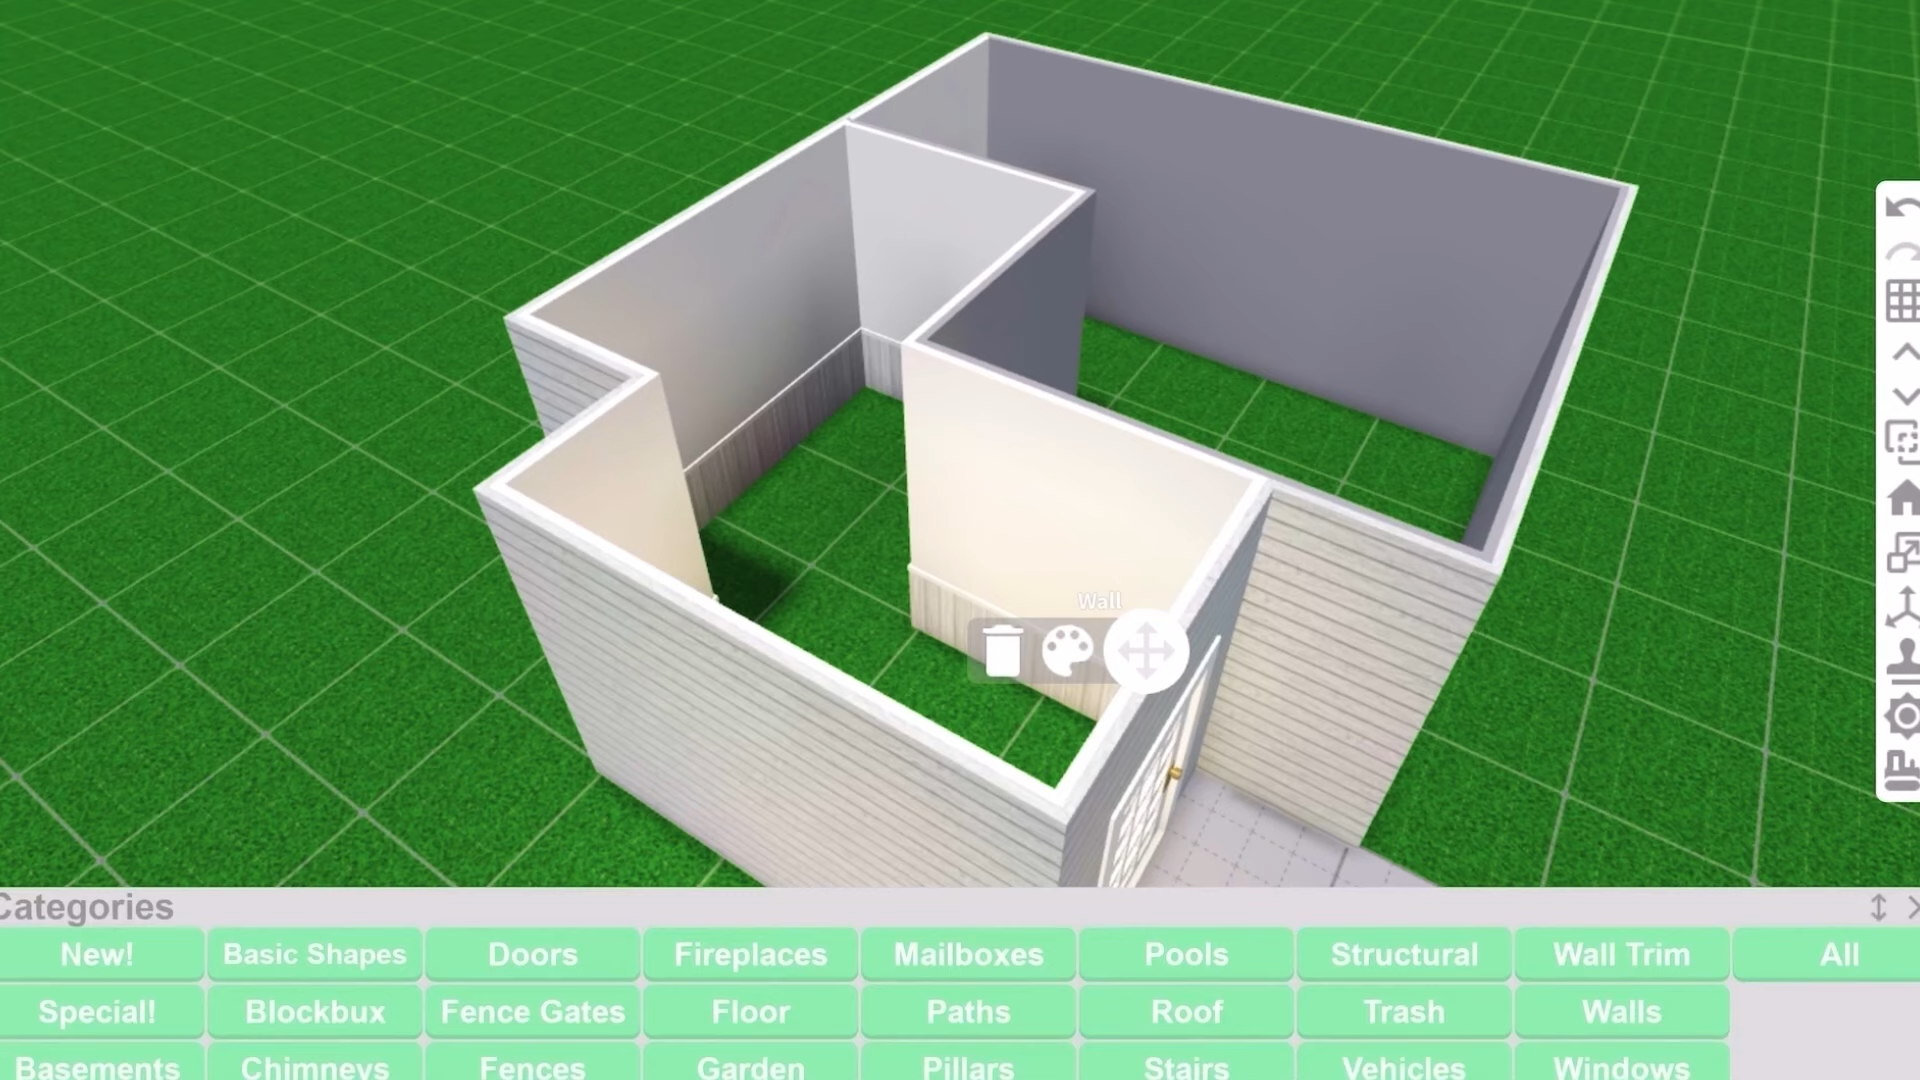 Wall
Categories
New! Basic Shapes Doors Fireplaces Mailboxes Pools Structural Wall Trim All
Special! Blockbux Fence Gates Floor Paths Roof Trash Walls
Basements Chimneys Fences Garden Pillars Stairs Vehicles Windows